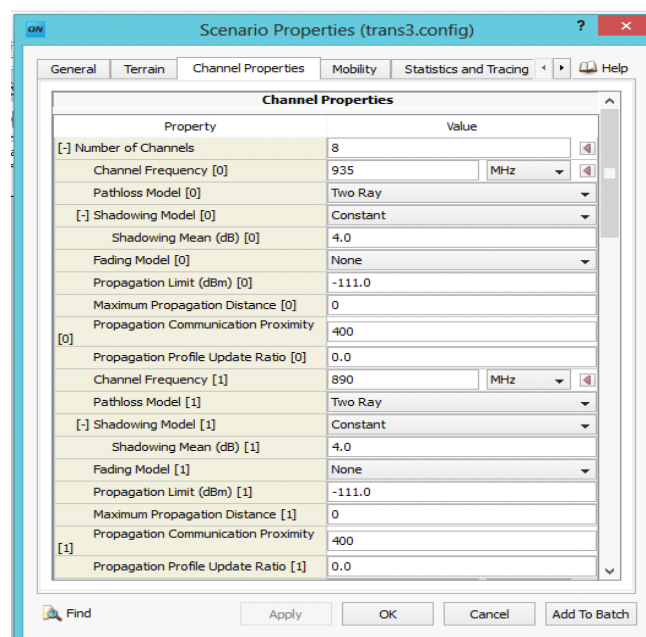 QN Scenario Properties (trans3.config) ? ×
General Terrain Channel Properties Mobility Statistics and Tracing Help
Channel Properties
Property Value
[-] Number of Channels 8
Channel Frequency [0] 935 MHz
Pathloss Model [0] Two Ray
[-] Shadowing Model [0] Constant
Shadowing Mean (dB) [0] 4.0
Fading Model [0] None
Propagation Limit (dBm) [0] -111.0
Maximum Propagation Distance [0] 0
Propagation Communication Proximity 400
[0]
Propagation Profile Update Ratio [0] 0.0
Channel Frequency [1] 890 MHz
Pathloss Model [1] Two Ray
[-] Shadowing Model [1] Constant
Shadowing Mean (dB) [1] 4.0
Fading Model [1] None
Propagation Limit (dBm) [1] -111.0
Maximum Propagation Distance [1] 0
Propagation Communication Proximity 400
[1]
Propagation Profile Update Ratio [1] 0.0
Find Apply OK Cancel Add To Batch